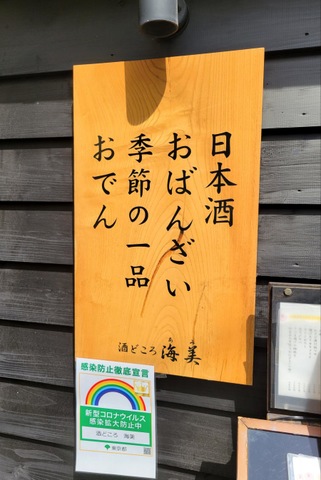 日本酒
おばんざい
季節の一品
おでん
酒どころ 海美
感染防止徹底宣言
新型コロナウイルス
感染拡大防止中
酒どころ 海美
東京都